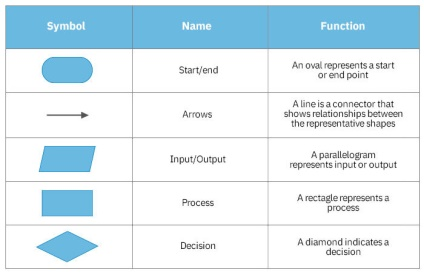 Symbol Name Function
Start/end
An oval represents a start
or end point
Arrows
A line is a connector that
shows relationships between
the representative shapes
Input/Output
A parallelogram
represents input or output
Process
A rectagle represents a
process
Decision
A diamond indicates a
decision